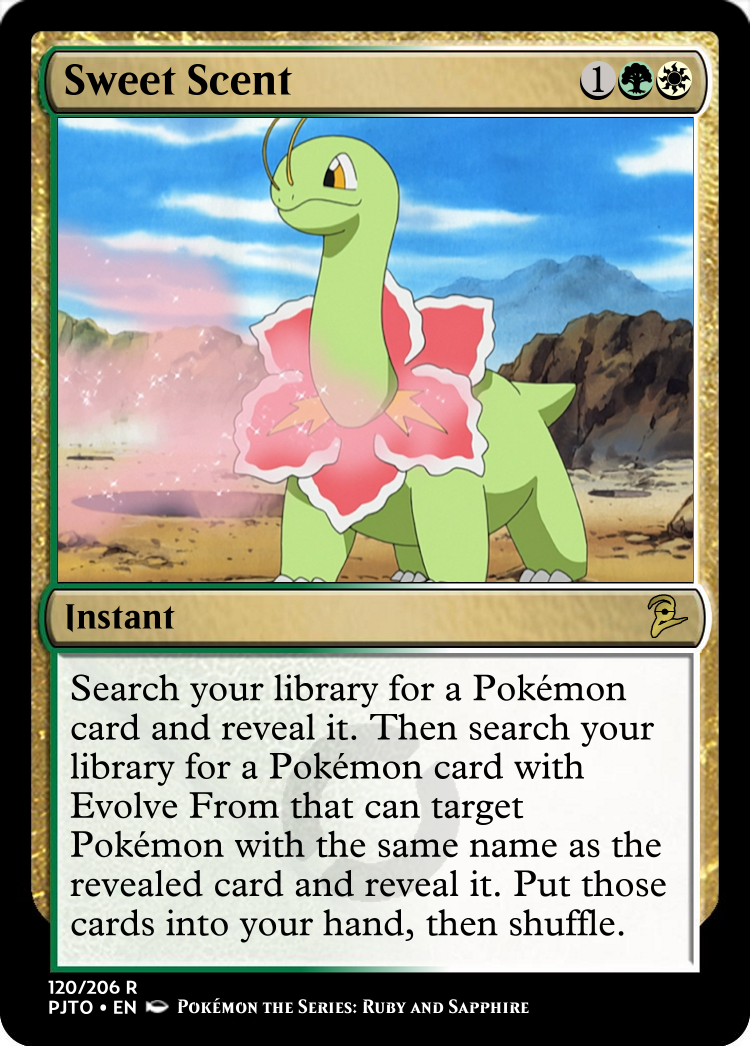 Sweet Scent 1
Instant
Search your library for a Pokémon
card and reveal it. Then search your
library for a Pokémon card with
Evolve From that can target
Pokémon with the same name as the
revealed card and reveal it. Put those
cards into your hand, then shuffle.
120/206 R
PJTO • EN Pokémon the Series: Ruby and Sapphire